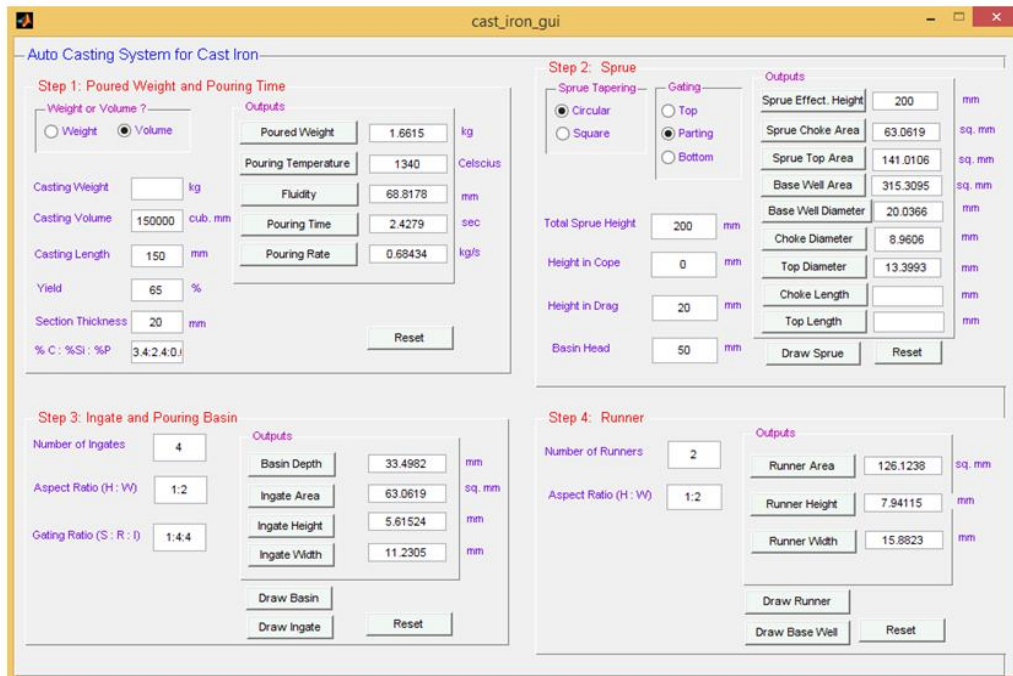 cast_iron_gui
Auto Casting System for Cast Iron
Step 1: Poured Weight and Pouring Time
Weight or Volume ?
Weight
Volume
Casting Weight
kg
Casting Volume
150000
cub. mm
Casting Length
150
mm
Yield
65
%
Section Thickness
20
mm
% C : %Si : %P
3.4:2.4:0.
Outputs
Poured Weight
1.6615
kg
Pouring Temperature
1340
Celscius
Fluidity
68.8178
mm
Pouring Time
2.4279
sec
Pouring Rate
0.68434
kg/s
Reset
Step 2: Sprue
Sprue Tapering
Circular
Square
Gating
Top
Parting
Bottom
Total Sprue Height
200
mm
Height in Cope
0
mm
Height in Drag
20
mm
Basin Head
50
mm
Outputs
Sprue Effect. Height
200
mm
Sprue Choke Area
63.0619
sq. mm
Sprue Top Area
141.0106
sq. mm
Base Well Area
315.3095
sq. mm
Base Well Diameter
20.0366
mm
Choke Diameter
8.9606
mm
Top Diameter
13.3993
mm
Choke Length
mm
Top Length
mm
Draw Sprue
Reset
Step 3: Ingate and Pouring Basin
Number of Ingates
4
Aspect Ratio (H : W)
1:2
Gating Ratio (S : R : I)
1:4:4
Outputs
Basin Depth
33.4982
mm
Ingate Area
63.0619
sq. mm
Ingate Height
5.61524
mm
Ingate Width
11.2305
mm
Draw Basin
Draw Ingate
Reset
Step 4: Runner
Number of Runners
2
Aspect Ratio (H : W)
1:2
Outputs
Runner Area
126.1238
sq. mm
Runner Height
7.94115
mm
Runner Width
15.8823
mm
Draw Runner
Draw Base Well
Reset